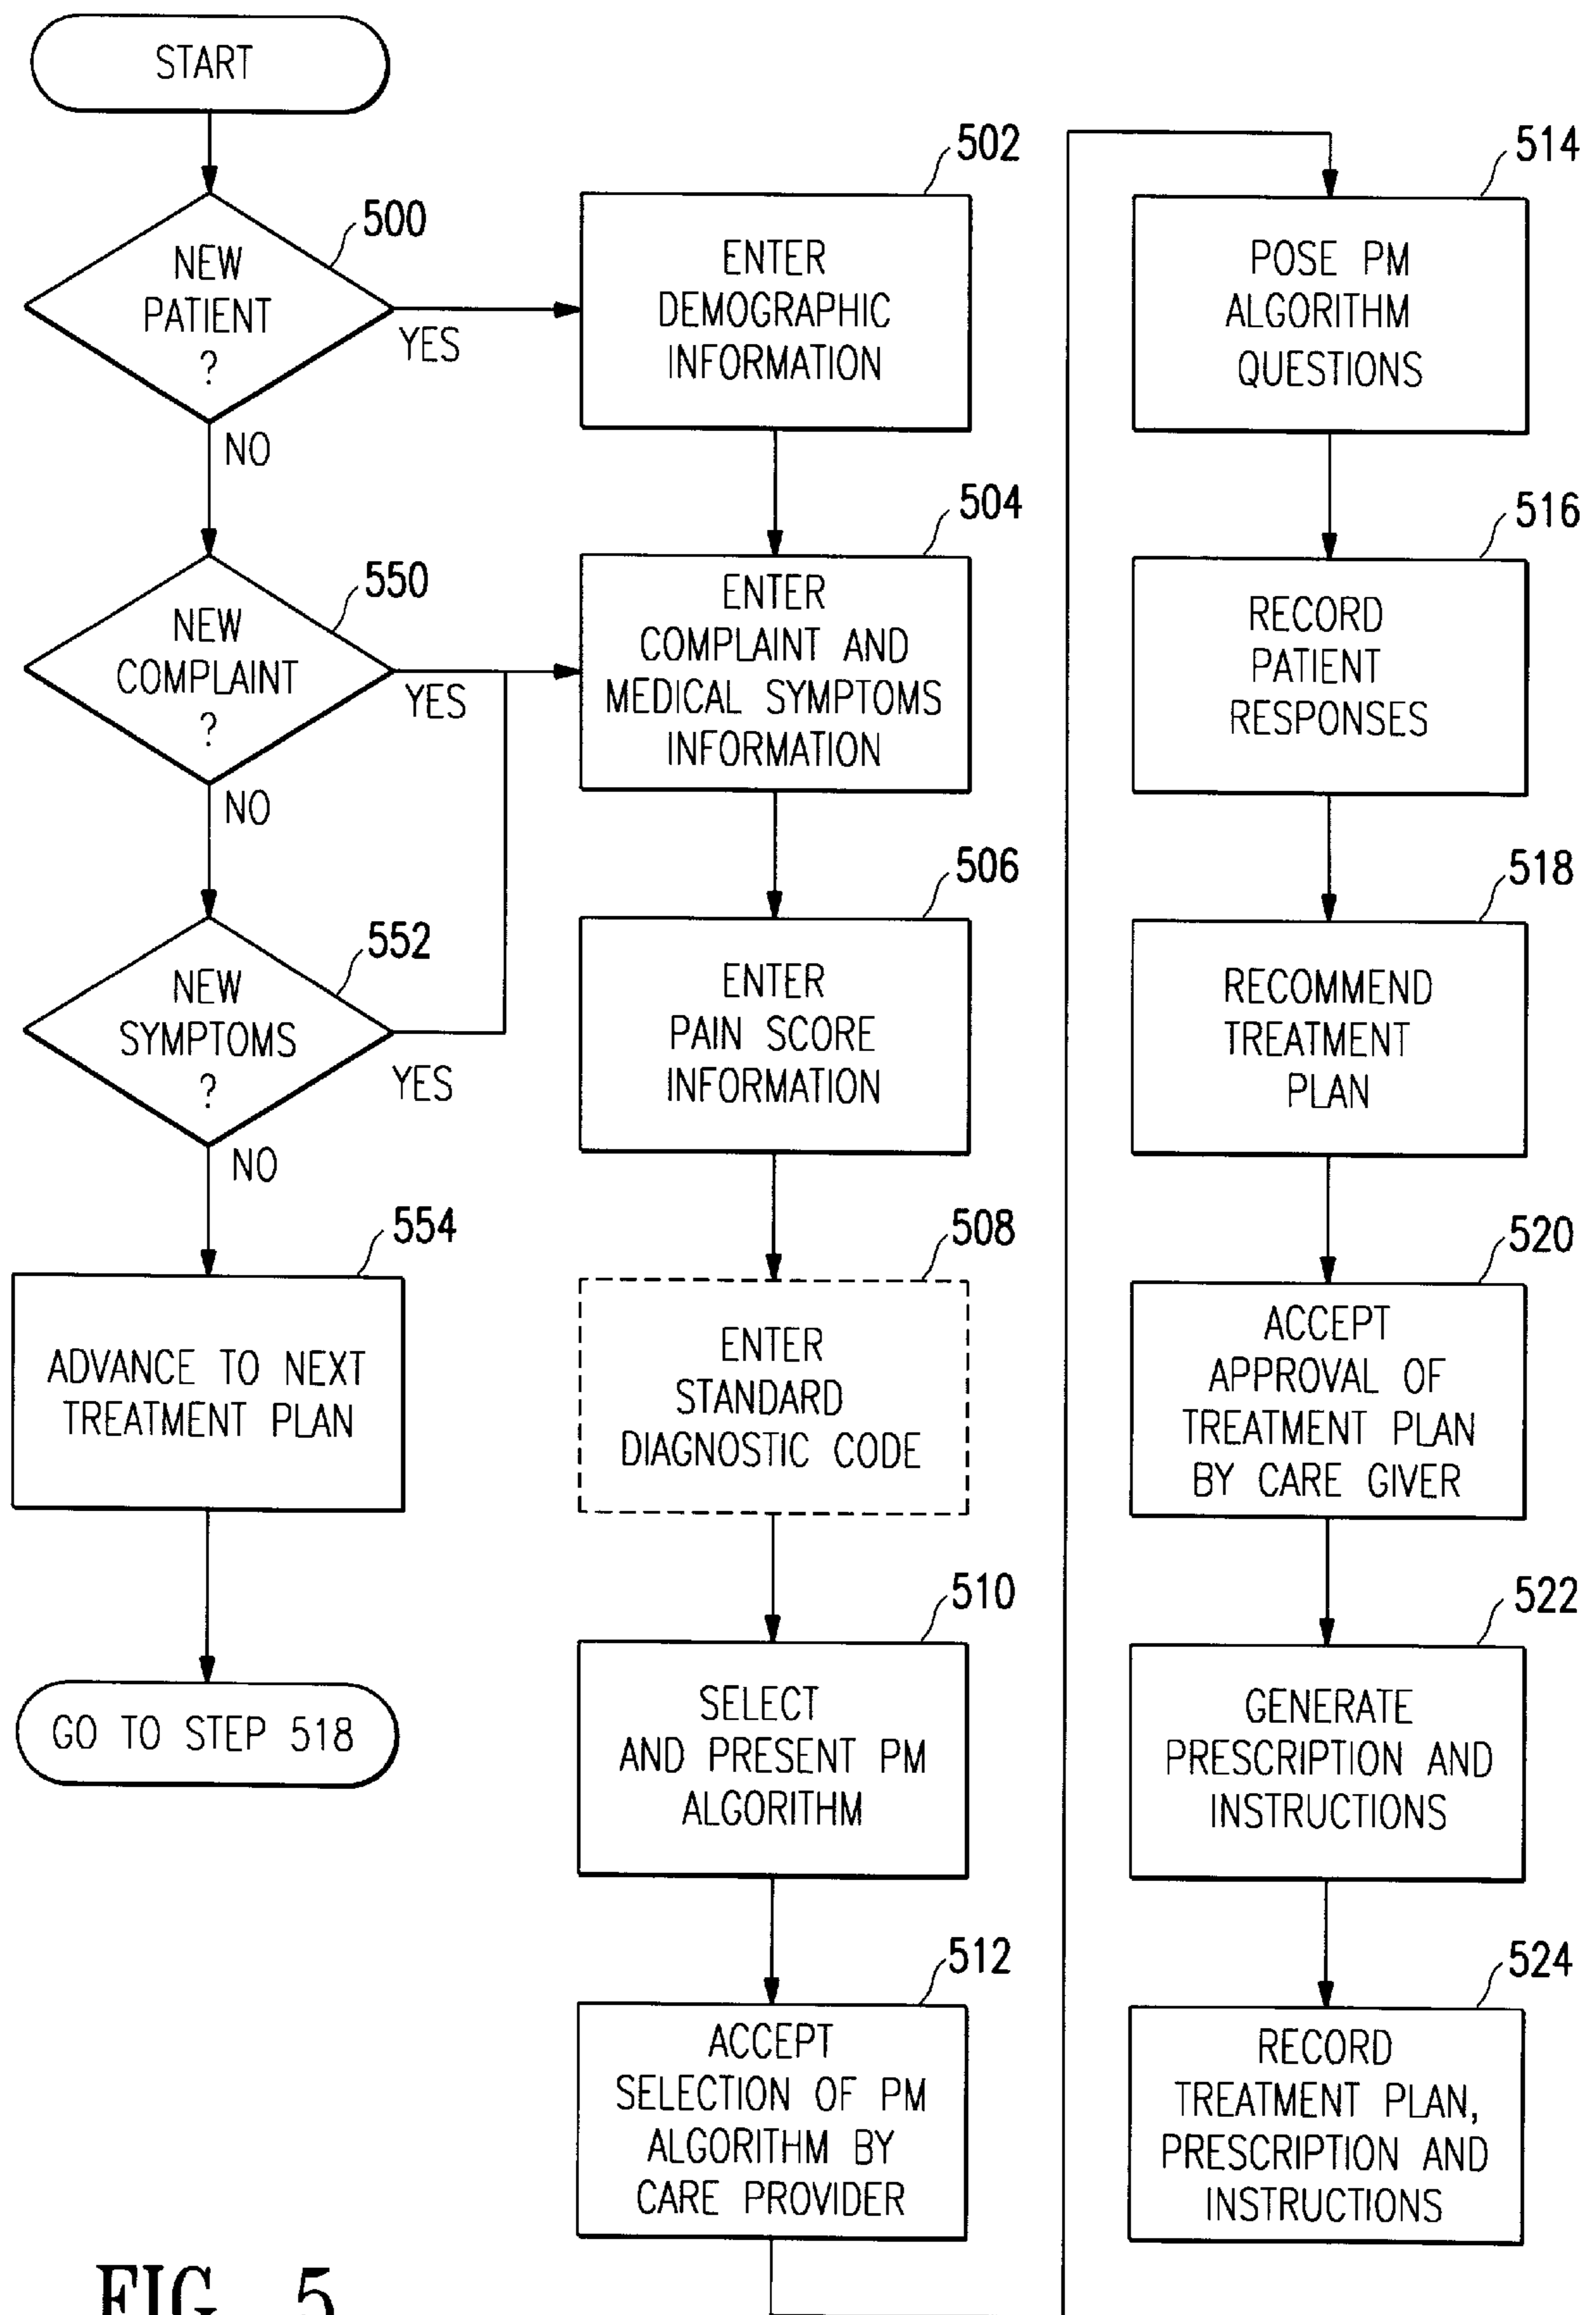 START
500
NEW
PATIENT
?
YES
NO
550
NEW
COMPLAINT
?
YES
NO
552
NEW
SYMPTOMS
?
YES
NO
554
ADVANCE TO NEXT
TREATMENT PLAN
GO TO STEP 518
502
ENTER
DEMOGRAPHIC
INFORMATION
504
ENTER
COMPLAINT AND
MEDICAL SYMPTOMS
INFORMATION
506
ENTER
PAIN SCORE
INFORMATION
508
ENTER
STANDARD
DIAGNOSTIC CODE
510
SELECT
AND PRESENT PM
ALGORITHM
512
ACCEPT
SELECTION OF PM
ALGORITHM BY
CARE PROVIDER
514
POSE PM
ALGORITHM
QUESTIONS
516
RECORD
PATIENT
RESPONSES
518
RECOMMEND
TREATMENT
PLAN
520
ACCEPT
APPROVAL OF
TREATMENT PLAN
BY CARE GIVER
522
GENERATE
PRESCRIPTION AND
INSTRUCTIONS
524
RECORD
TREATMENT PLAN,
PRESCRIPTION AND
INSTRUCTIONS
FIG. 5